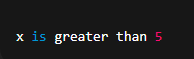 x is greater than 5